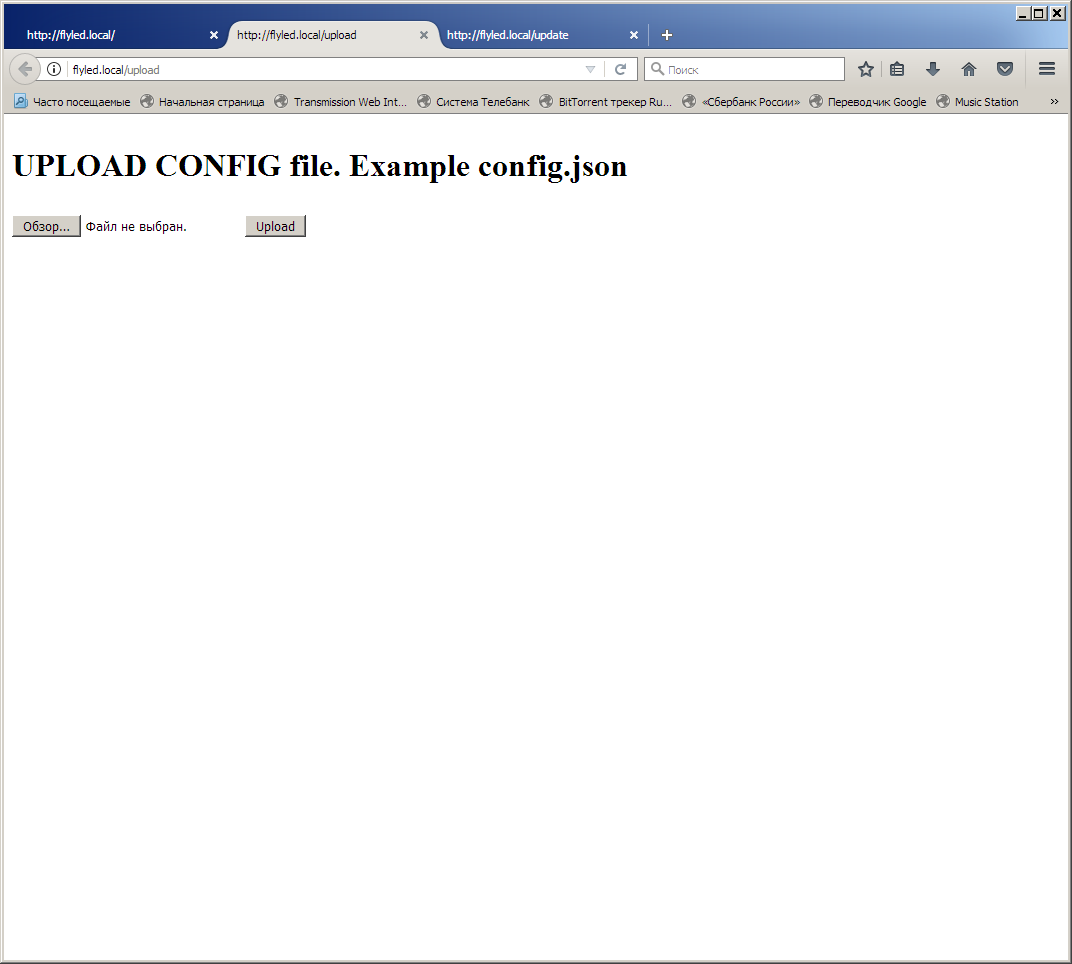 http://flyled.local/ http://flyled.local/upload http://flyled.local/update
flyled.local/upload Поиск
Часто посещаемые Начальная страница Transmission Web Int... Система Телебанк BitTorrent трекер Ru... «Сбербанк России» Переводчик Google Music Station
UPLOAD CONFIG file. Example config.json
Обзор... Файл не выбран. Upload